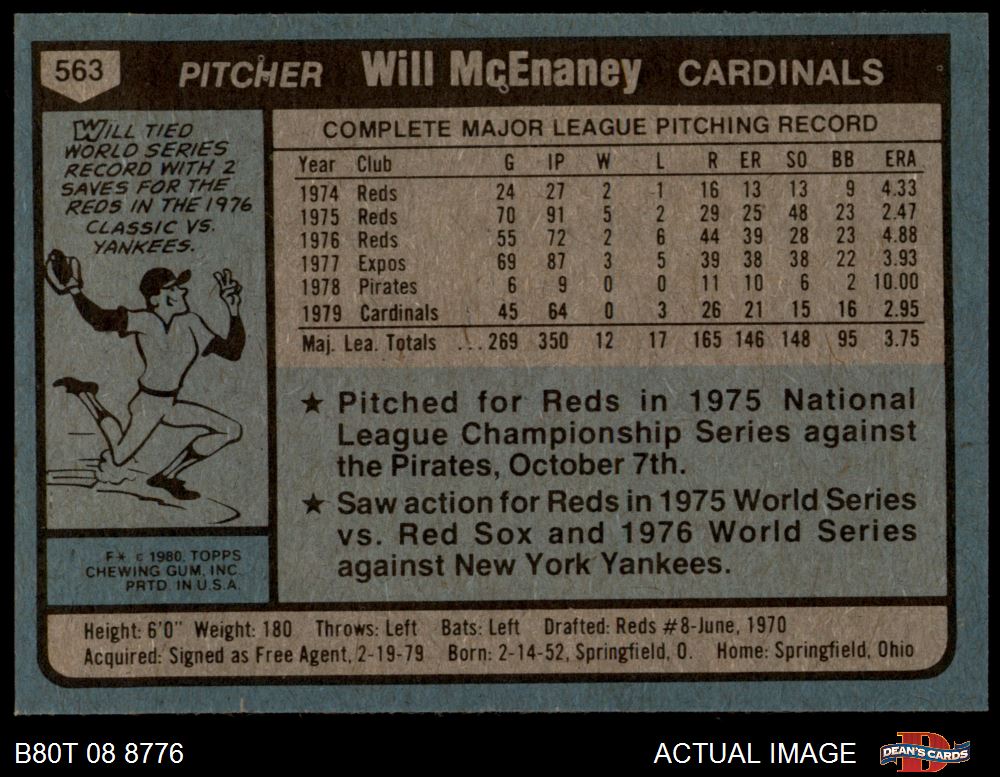 563 PITCHER Will McEnaney CARDINALS
WILL TIED
WORLD SERIES
RECORD WITH 2
SAVES FOR THE
REDS IN THE 1976
CLASSIC VS.
YANKEES.
COMPLETE MAJOR LEAGUE PITCHING RECORD
Year Club G IP W L R ER SO BB ERA
1974 Reds 24 27 2 1 16 13 13 9 4.33
1975 Reds 70 91 5 2 29 25 48 23 2.47
1976 Reds 55 72 2 6 44 39 28 23 4.88
1977 Expos 69 87 3 5 39 38 38 22 3.93
1978 Pirates 6 9 0 0 11 10 6 2 10.00
1979 Cardinals 45 64 0 3 26 21 15 16 2.95
Maj. Lea. Totals ...269 350 12 17 165 146 148 95 3.75
★ Pitched for Reds in 1975 National
League Championship Series against
the Pirates, October 7th.
★ Saw action for Reds in 1975 World Series
vs. Red Sox and 1976 World Series
against New York Yankees.
F* © 1980 TOPPS
CHEWING GUM, INC.
PRTD. IN U.S.A.
Height: 6'0" Weight: 180 Throws: Left Bats: Left Drafted: Reds #8-June, 1970
Acquired: Signed as Free Agent, 2-19-79 Born: 2-14-52, Springfield, O. Home: Springfield, Ohio
B80T 08 8776 ACTUAL IMAGE DEAN'S CARDS